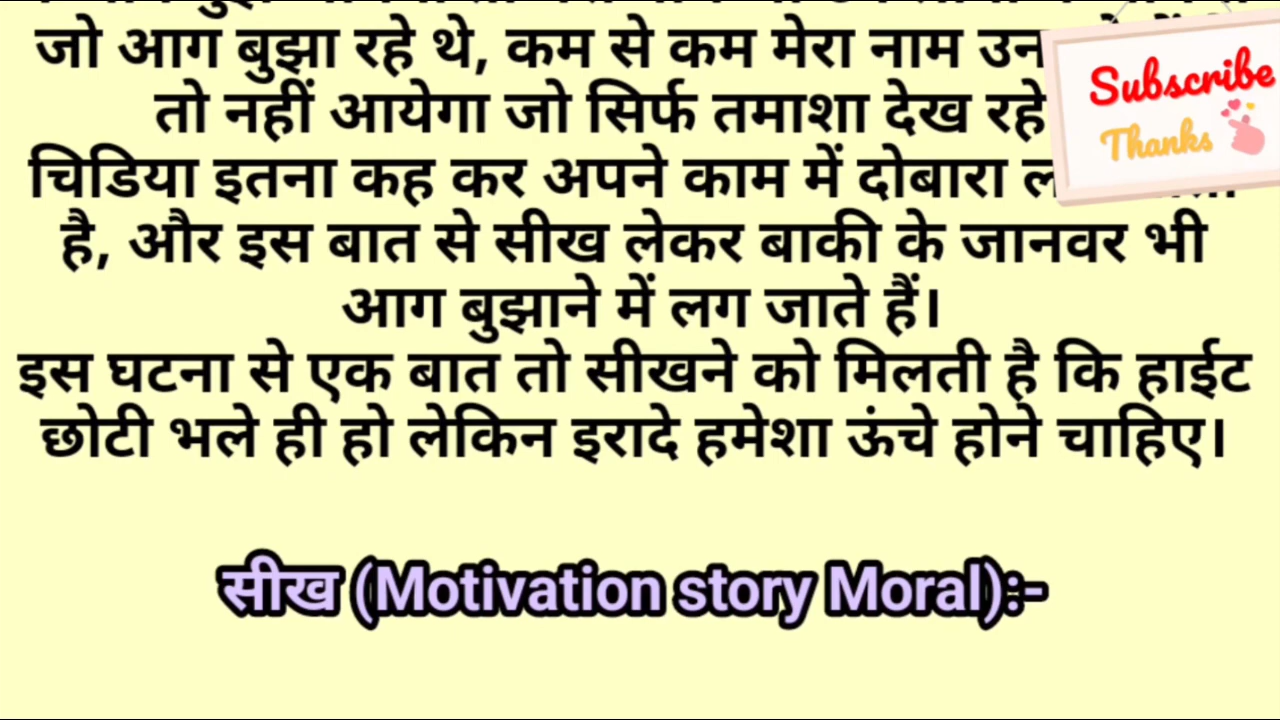 जो आग बुझा रहे थे, कम से कम मेरा नाम
तो नहीं आयेगा जो सिर्फ तमाशा देख रहे
चिडिया इतना कह कर अपने काम में दोबारा
है, और इस बात से सीख लेकर बाकी के जानवर भी
आग बुझाने में लग जाते हैं।
इस घटना से एक बात तो सीखने को मिलती है कि हाईट
छोटी भले ही हो लेकिन इरादे हमेशा ऊंचे होने चाहिए।
सीख (Motivation story Moral):-
Subscribe
Thanks